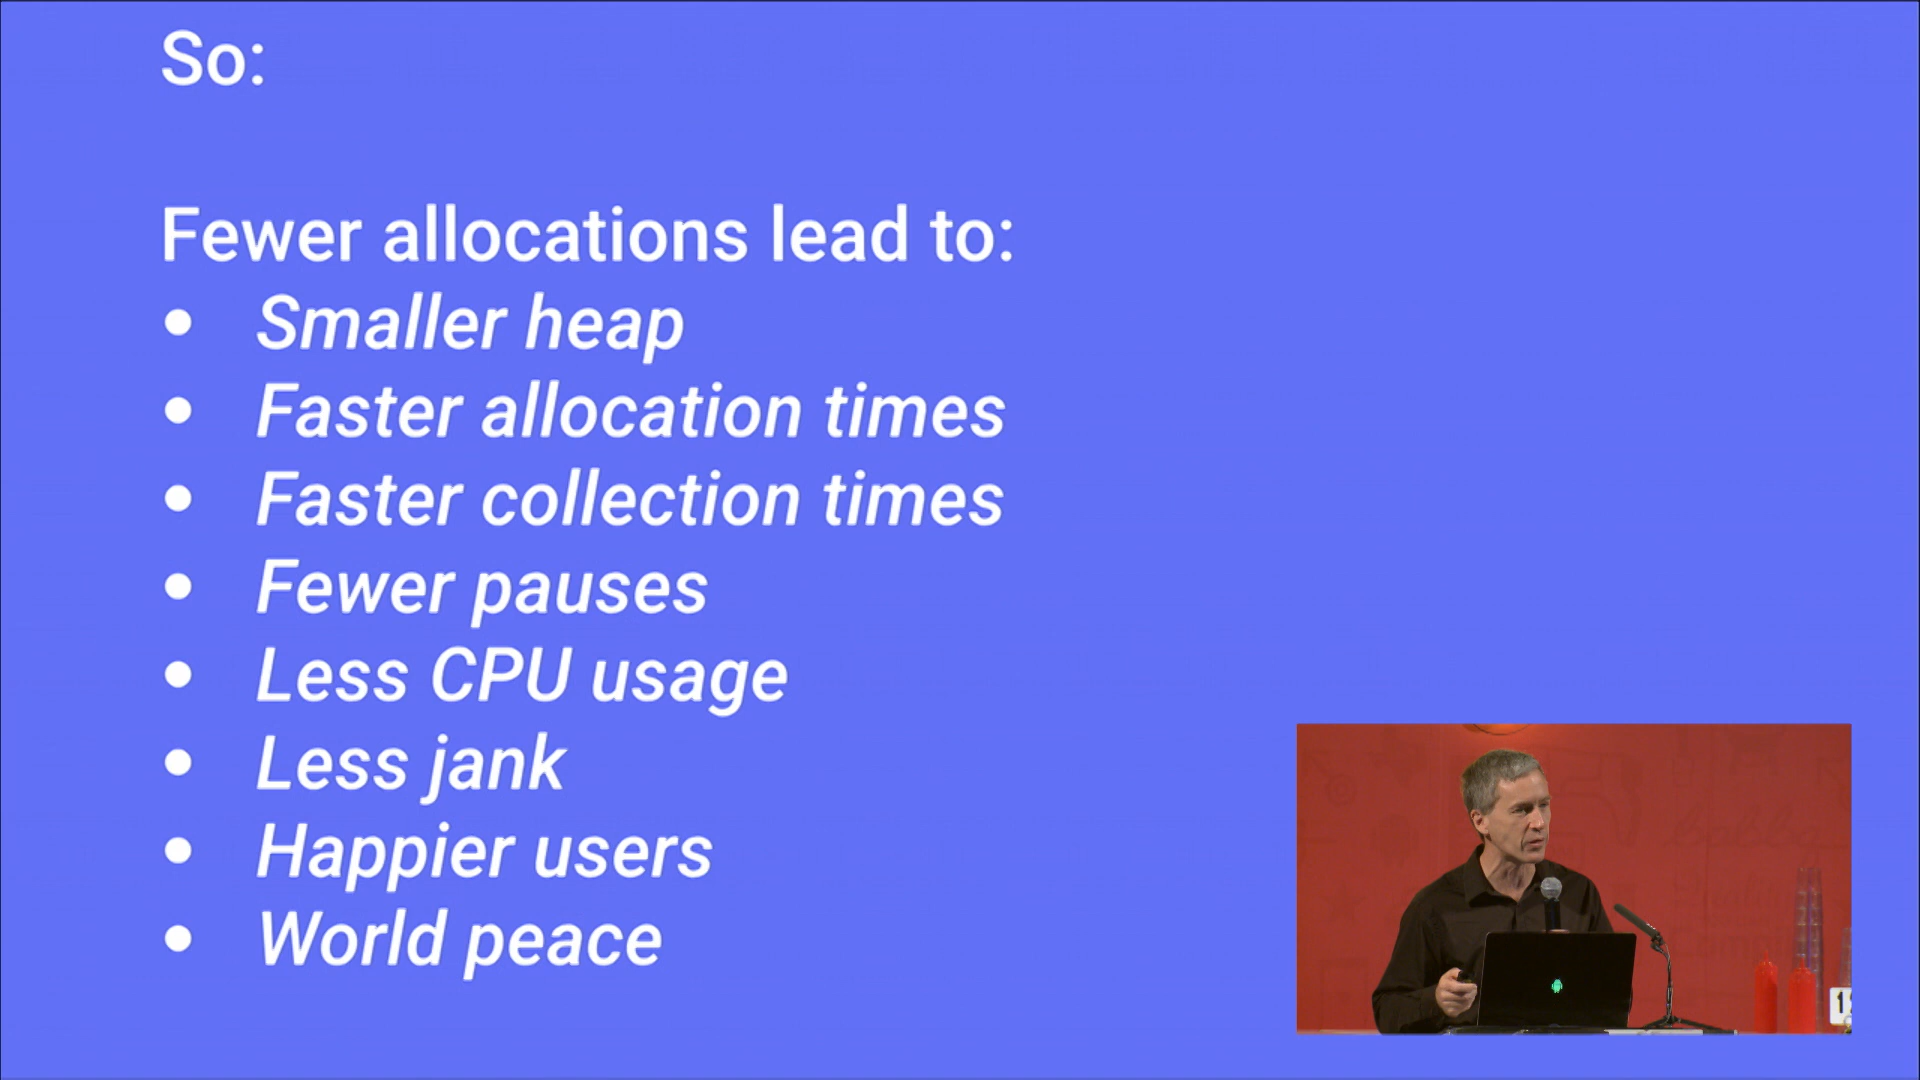 So:
Fewer allocations lead to:
● Smaller heap
● Faster allocation times
● Faster collection times
● Fewer pauses
● Less CPU usage
● Less jank
● Happier users
● World peace